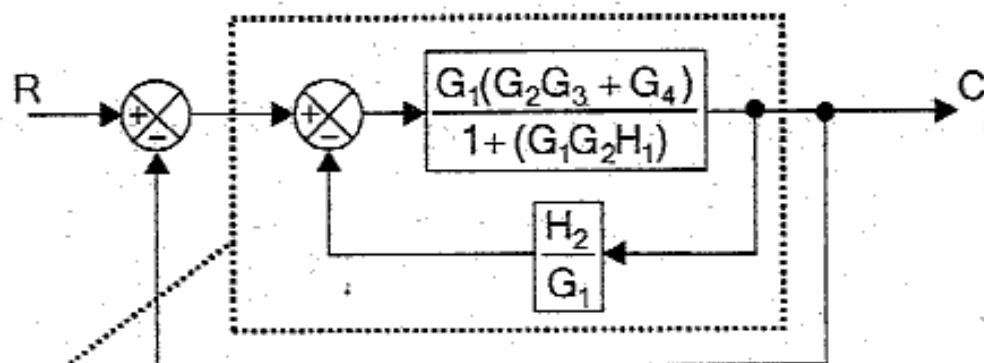 R
+
-
+
-
G₁(G₂G₃ + G₄)
1 + (G₁G₂H₁)
C
H₂
G₁